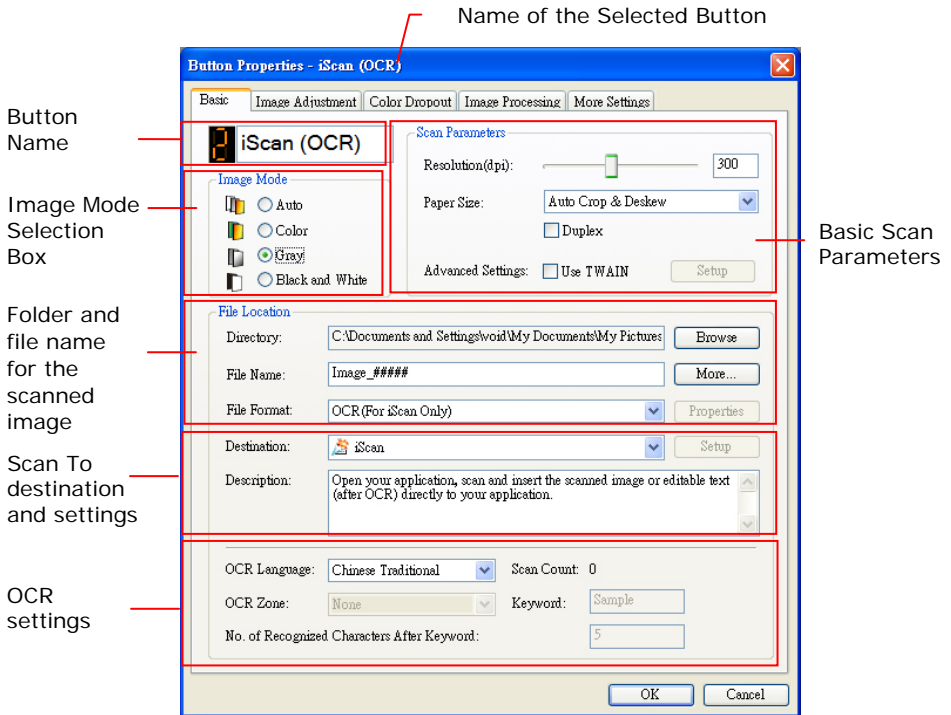 Name of the Selected Button
Button Properties - iScan (OCR)
Basic Image Adjustment Color Dropout Image Processing More Settings
Button
Name
2 iScan (OCR)
Image Mode
Selection
Box
Image Mode
Auto
Color
Gray
Black and White
Scan Parameters
Resolution(dpi): 300
Paper Size: Auto Crop & Deskew
Duplex
Advanced Settings: Use TWAIN Setup
Basic Scan
Parameters
Folder and
file name
for the
scanned
image
File Location
Directory: C:\Documents and Settings\void\My Documents\My Pictures Browse
File Name: Image_##### More...
File Format: OCR(For iScan Only) Properties
Scan To
destination
and settings
Destination: iScan Setup
Description: Open your application, scan and insert the scanned image or editable text
(after OCR) directly to your application.
OCR
settings
OCR Language: Chinese Traditional Scan Count: 0
OCR Zone: None Keyword: Sample
No. of Recognized Characters After Keyword: 5
OK Cancel